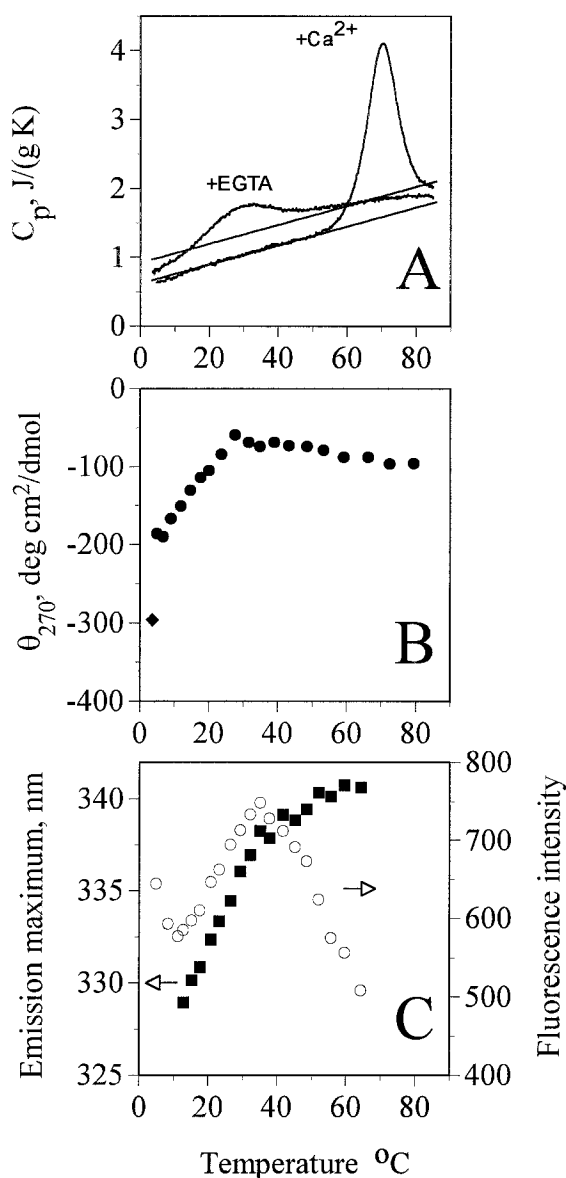 +Ca2+
4
3
2
1
0
+EGTA
Cp, J/(g K)
A
0 20 40 60 80
0
-100
-200
-300
-400
θ270, deg cm2/dmol
B
0 20 40 60 80
340
335
330
325
Emission maximum, nm
800
700
600
500
400
Fluorescence intensity
C
0 20 40 60 80
Temperature °C